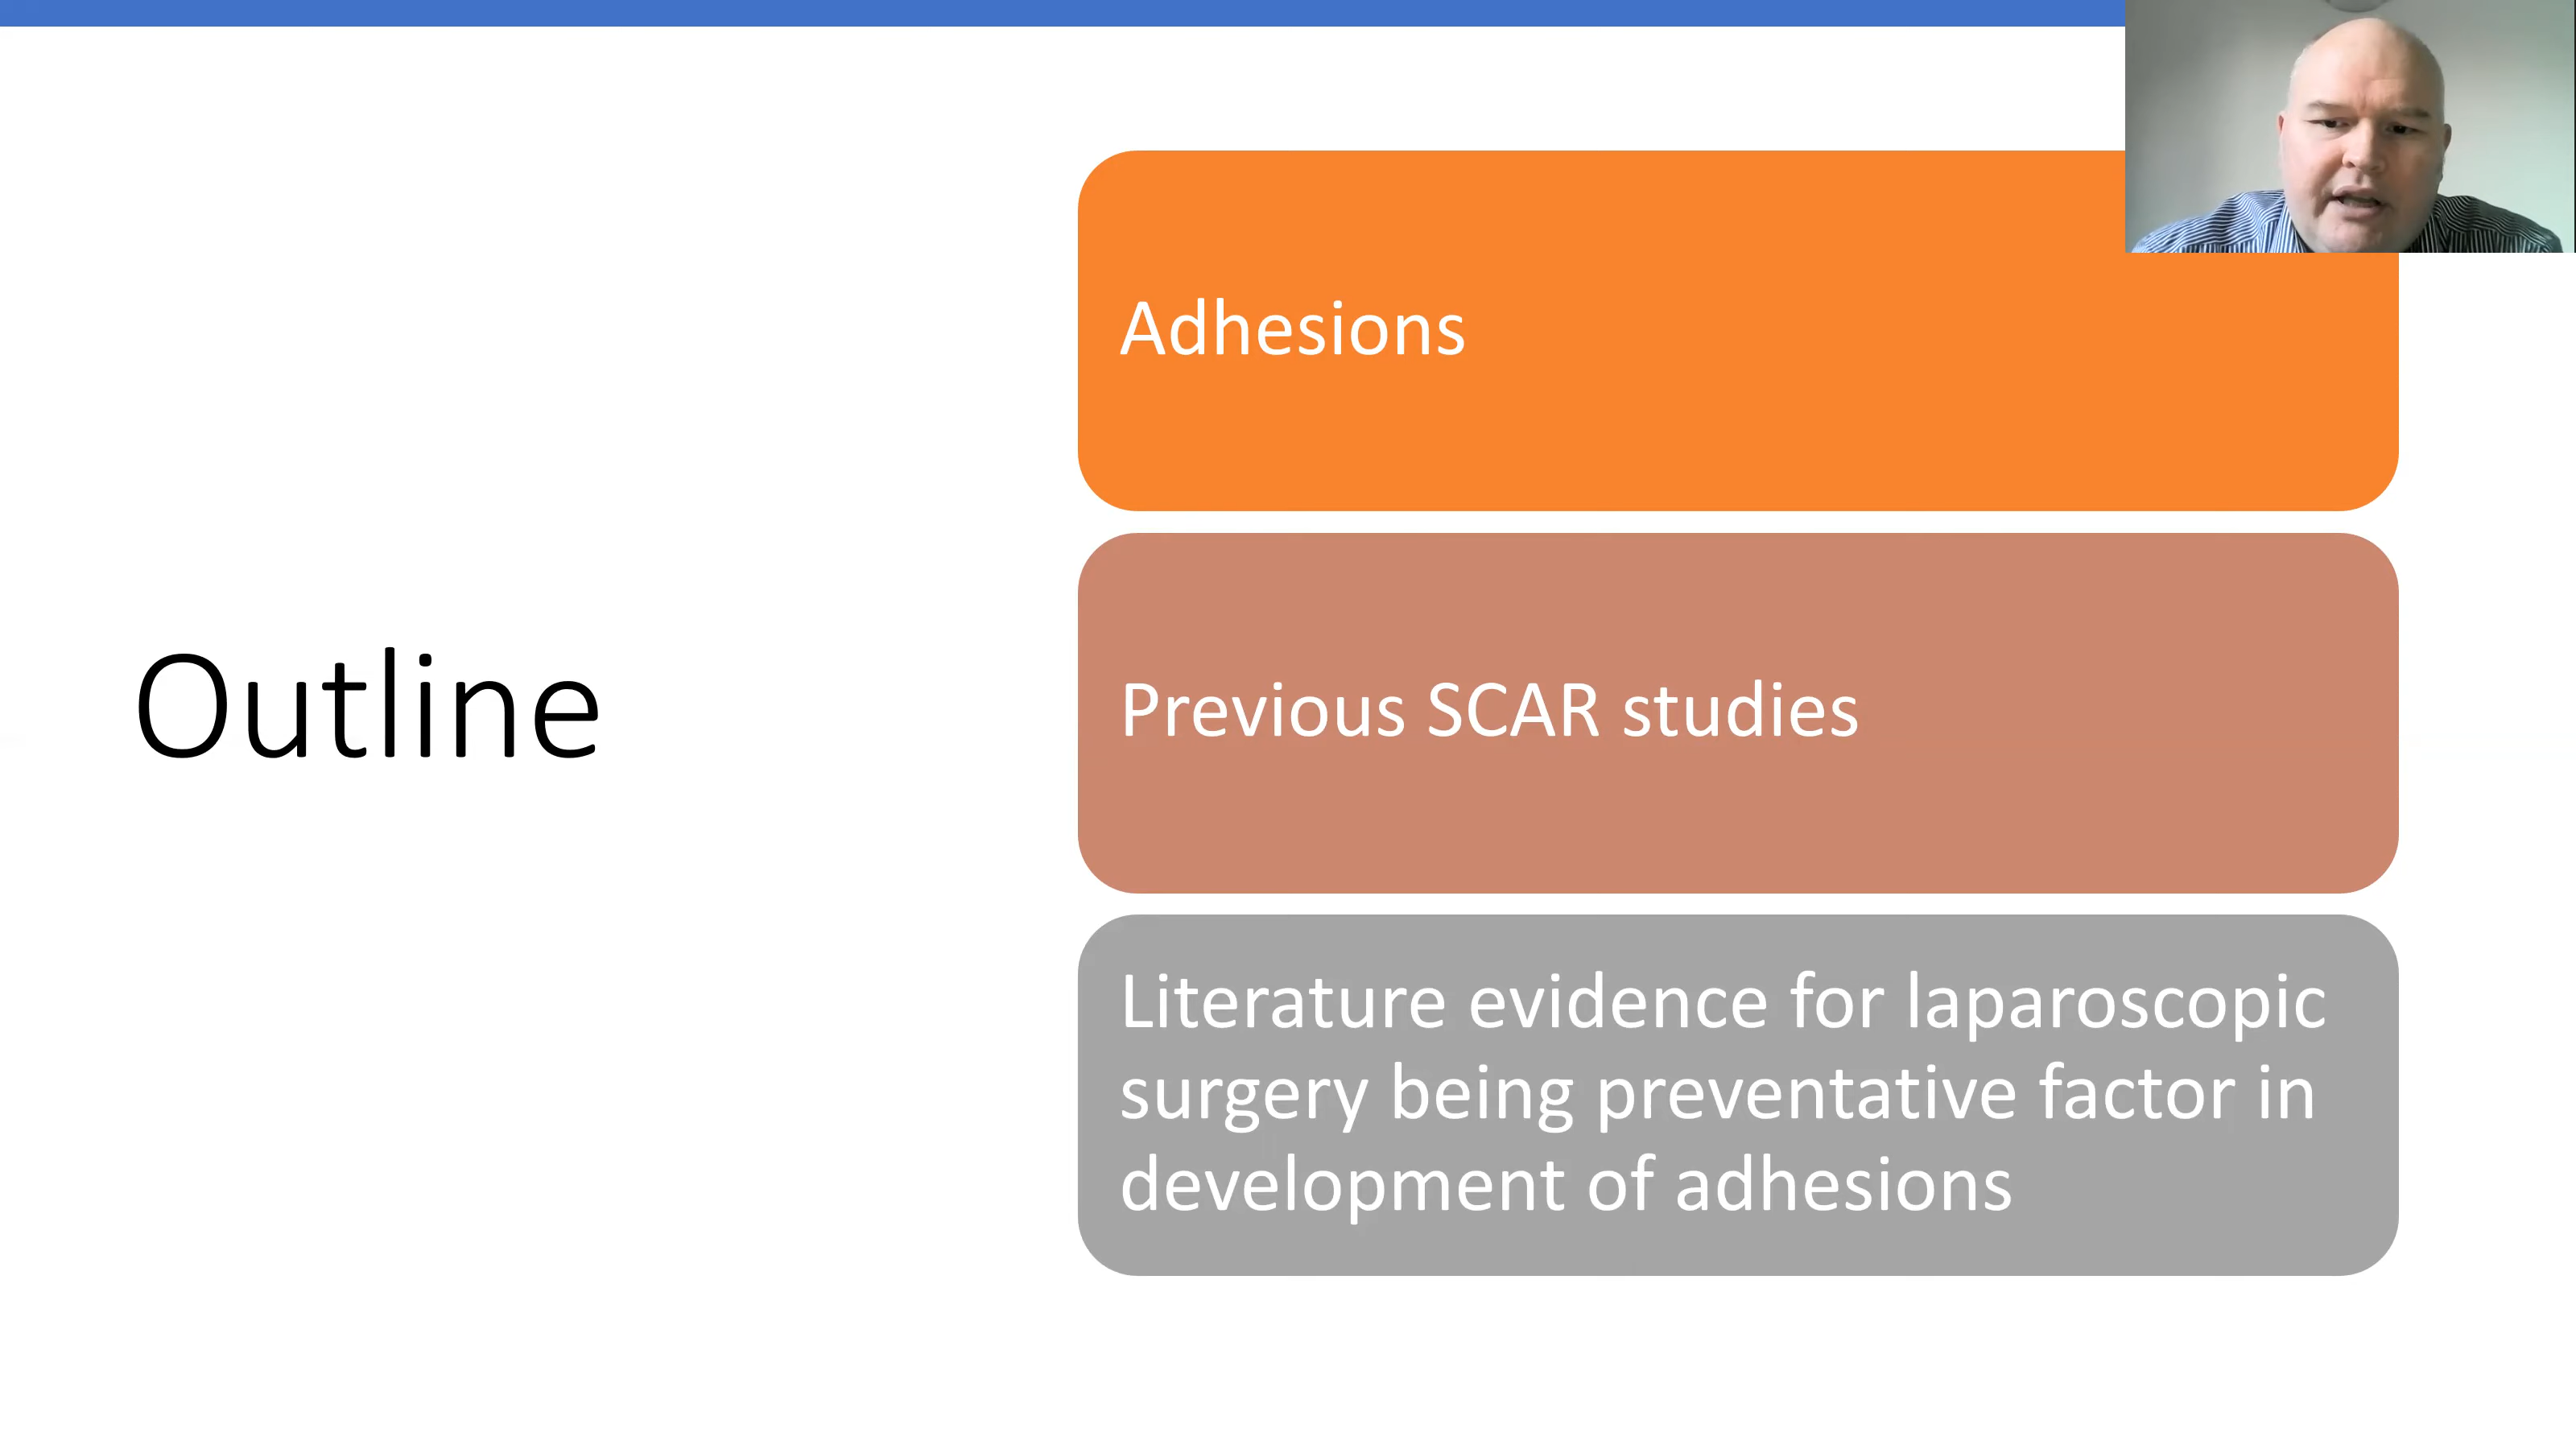 Outline
Adhesions
Previous SCAR studies
Literature evidence for laparoscopic
surgery being preventative factor in
development of adhesions